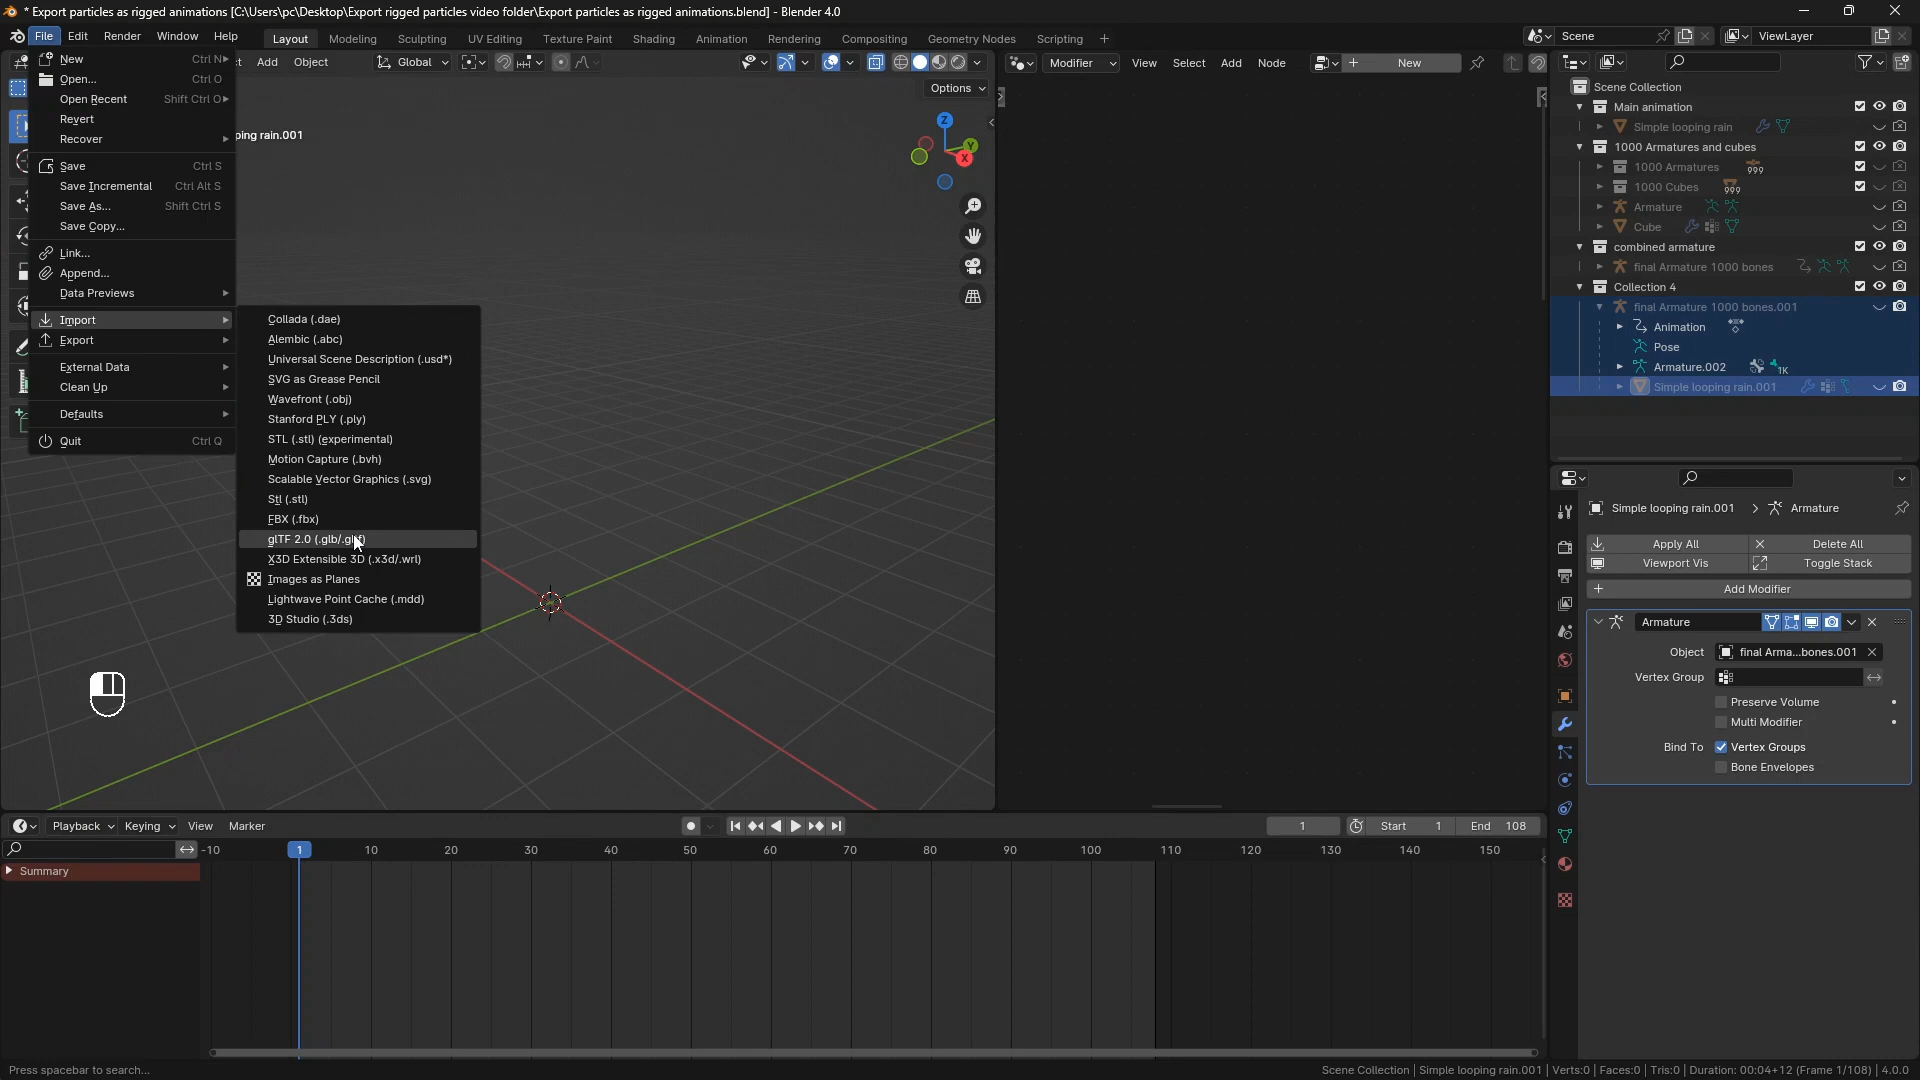 * Export particles as rigged animations [C:\Users\pc\Desktop\Export rigged particles video folder\Export particles as rigged animations.blend] - Blender 4.0
File Edit Render Window Help Layout Modeling Sculpting UV Editing Texture Paint Shading Animation Rendering Compositing Geometry Nodes Scripting + Scene ViewLayer
Add Object Global Modifier View Select Add Node New
Options
ping rain.001
New Ctrl N
Open... Ctrl O
Open Recent Shift Ctrl O
Revert
Recover
Save Ctrl S
Save Incremental Ctrl Alt S
Save As... Shift Ctrl S
Save Copy...
Link...
Append...
Data Previews
Import
Export
External Data
Clean Up
Defaults
Quit Ctrl Q
Collada (.dae)
Alembic (.abc)
Universal Scene Description (.usd*)
SVG as Grease Pencil
Wavefront (.obj)
Stanford PLY (.ply)
STL (.stl) (experimental)
Motion Capture (.bvh)
Scalable Vector Graphics (.svg)
Stl (.stl)
FBX (.fbx)
glTF 2.0 (.glb/.gltf)
X3D Extensible 3D (.x3d/.wrl)
Images as Planes
Lightwave Point Cache (.mdd)
3D Studio (.3ds)
Z
Y
X
Scene Collection
Main animation
Simple looping rain
1000 Armatures and cubes
1000 Armatures 999
1000 Cubes 999
Armature
Cube
combined armature
final Armature 1000 bones
Collection 4
final Armature 1000 bones.001
Animation
Pose
Armature.002 1K
Simple looping rain.001
Simple looping rain.001 > Armature
Apply All Delete All
Viewport Vis Toggle Stack
+ Add Modifier
Armature
Object final Arma...bones.001
Vertex Group
Preserve Volume
Multi Modifier
Bind To Vertex Groups
Bone Envelopes
Playback Keying View Marker 1 Start 1 End 108
-10 1 10 20 30 40 50 60 70 80 90 100 110 120 130 140 150
Summary
Press spacebar to search...
Scene Collection | Simple looping rain.001 | Verts:0 | Faces:0 | Tris:0 | Duration: 00:04+12 (Frame 1/108) | 4.0.0